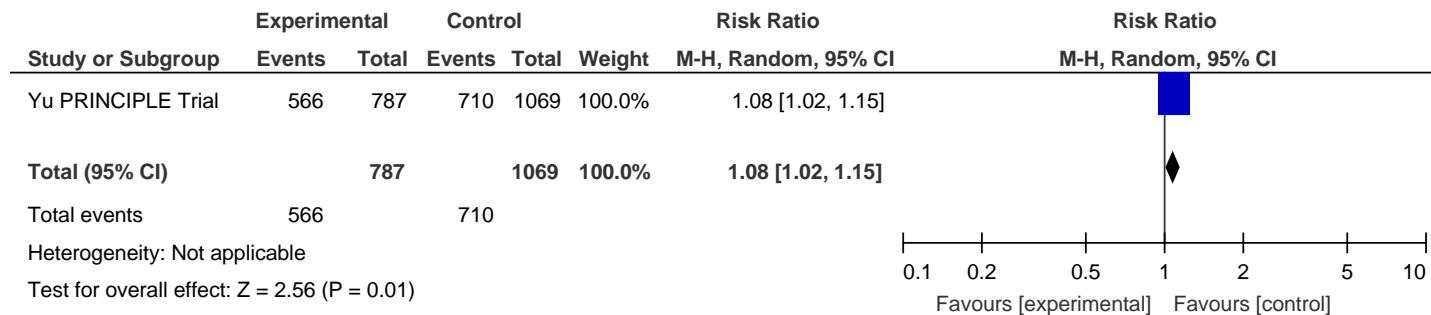 Experimental Control Risk Ratio Risk Ratio
Study or Subgroup Events Total Events Total Weight M-H, Random, 95% CI M-H, Random, 95% CI
Yu PRINCIPLE Trial 566 787 710 1069 100.0% 1.08 [1.02, 1.15]
Total (95% CI) 787 1069 100.0% 1.08 [1.02, 1.15]
Total events 566 710
Heterogeneity: Not applicable
Test for overall effect: Z = 2.56 (P = 0.01)
0.1 0.2 0.5 1 2 5 10
Favours [experimental] Favours [control]